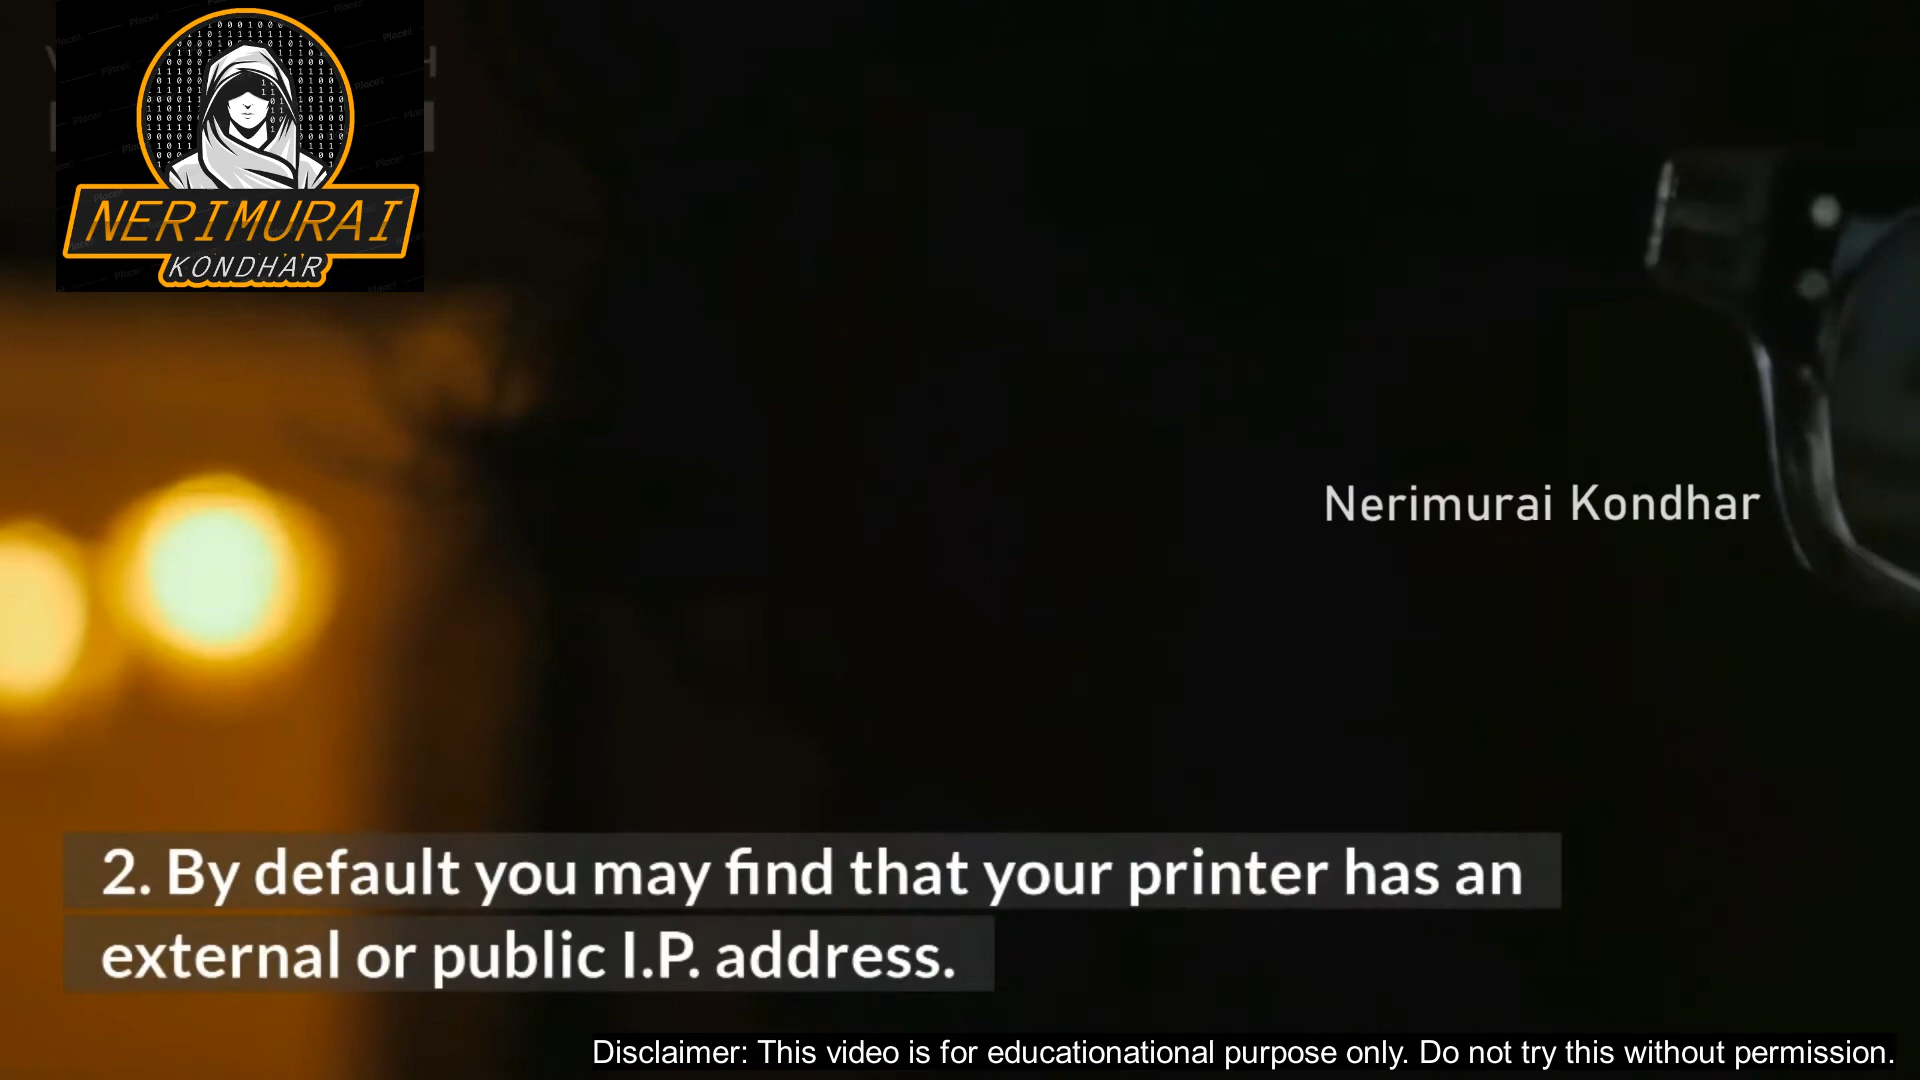 NERIMURAI
KONDHAR
Nerimurai Kondhar
2. By default you may find that your printer has an
external or public I.P. address.
Disclaimer: This video is for educationational purpose only. Do not try this without permission.